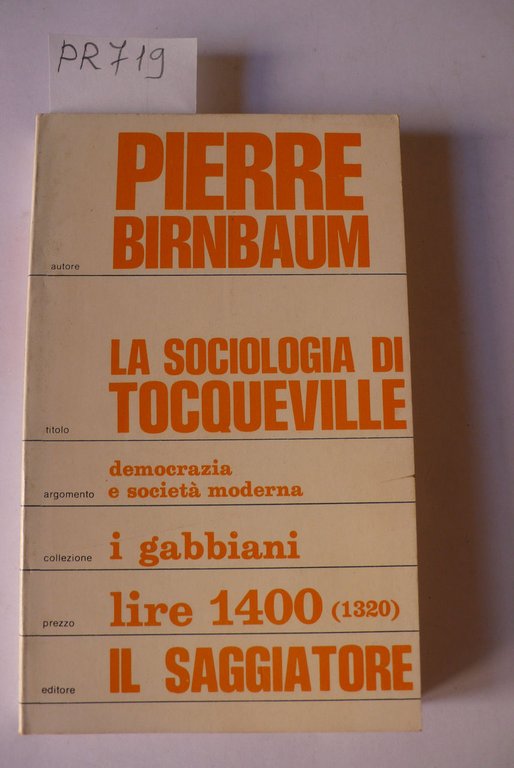 PR719
PIERRE
autore BIRNBAUM
LA SOCIOLOGIA DI
titolo TOCQUEVILLE
democrazia
argomento e società moderna
collezione i gabbiani
prezzo lire 1400 (1320)
editore IL SAGGIATORE